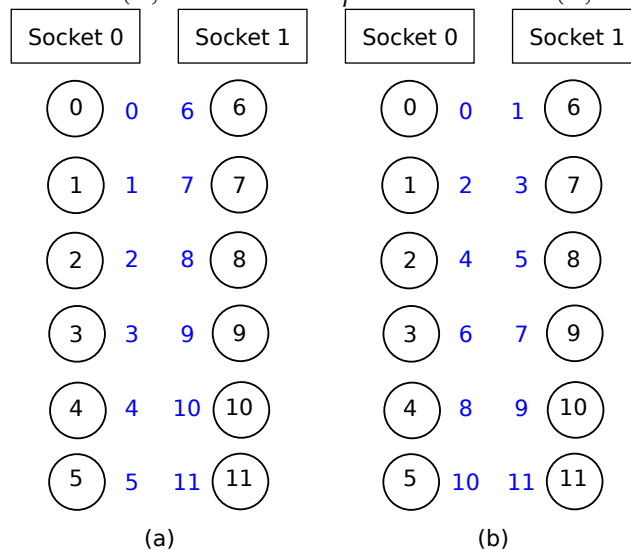 Socket 0 Socket 1 Socket 0 Socket 1
0 0 6 6 0 0 1 6
1 1 7 7 1 2 3 7
2 2 8 8 2 4 5 8
3 3 9 9 3 6 7 9
4 4 10 10 4 8 9 10
5 5 11 11 5 10 11 11
(a) (b)